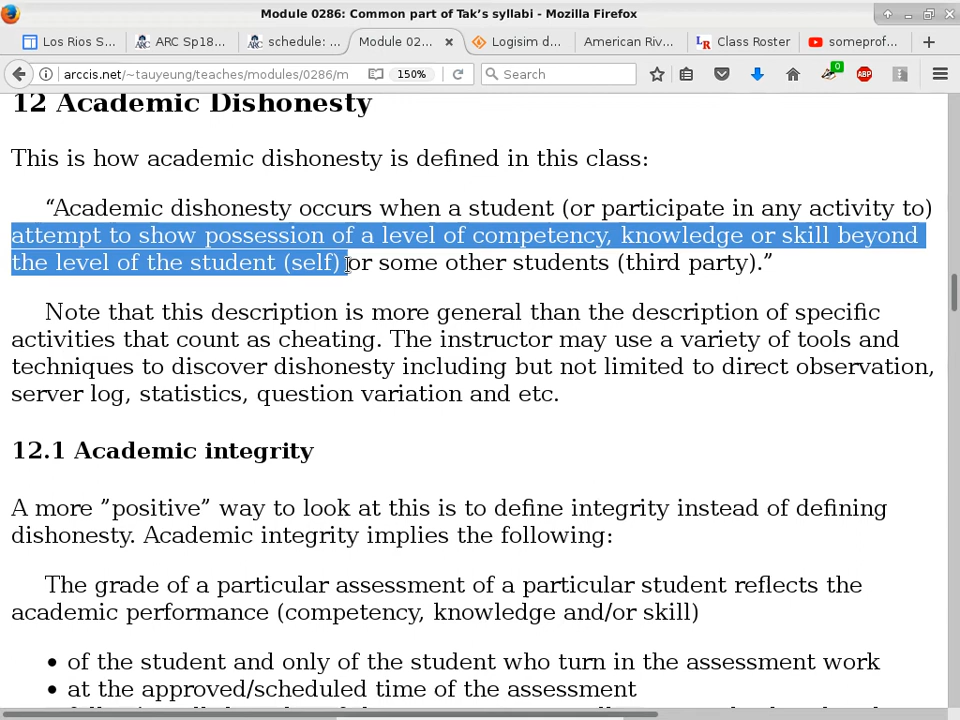 Module 0286: Common part of Tak's syllabi - Mozilla Firefox
Los Rios S...
ARC Sp18...
schedule: ...
Module 02...
Logisim d...
American Riv...
Class Roster
someprof...
arccis.net/~tauyeung/teaches/modules/0286/m
150%
Search
0
ABP
12 Academic Dishonesty
This is how academic dishonesty is defined in this class:
“Academic dishonesty occurs when a student (or participate in any activity to)
attempt to show possession of a level of competency, knowledge or skill beyond
the level of the student (self) or some other students (third party).”
Note that this description is more general than the description of specific
activities that count as cheating. The instructor may use a variety of tools and
techniques to discover dishonesty including but not limited to direct observation,
server log, statistics, question variation and etc.
12.1 Academic integrity
A more ”positive” way to look at this is to define integrity instead of defining
dishonesty. Academic integrity implies the following:
The grade of a particular assessment of a particular student reflects the
academic performance (competency, knowledge and/or skill)
• of the student and only of the student who turn in the assessment work
• at the approved/scheduled time of the assessment